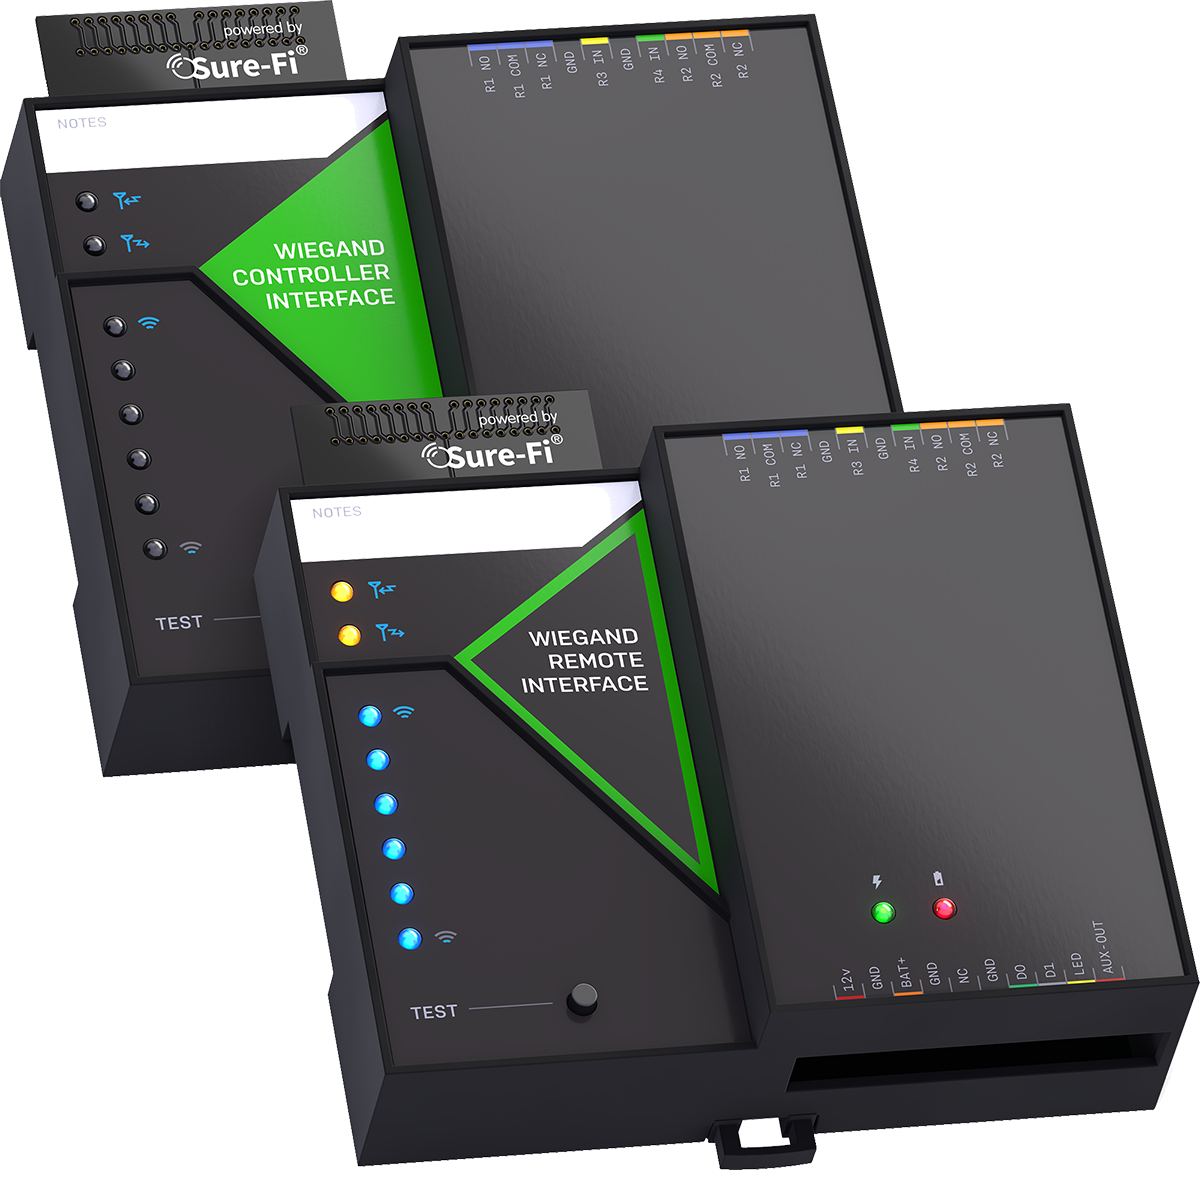 powered by
Sure-Fi®
NOTES
WIEGAND
CONTROLLER
INTERFACE
TEST
R1 NO
R1 COM
R1 NC
GND
R3 IN
GND
R4 IN
R2 NO
R2 COM
R2 NC
powered by
Sure-Fi®
NOTES
WIEGAND
REMOTE
INTERFACE
TEST
R1 NO
R1 COM
R1 NC
GND
R3 IN
GND
R4 IN
R2 NO
R2 COM
R2 NC
12v
GND
BAT+
GND
NC
GND
D0
D1
LED
AUX-OUT